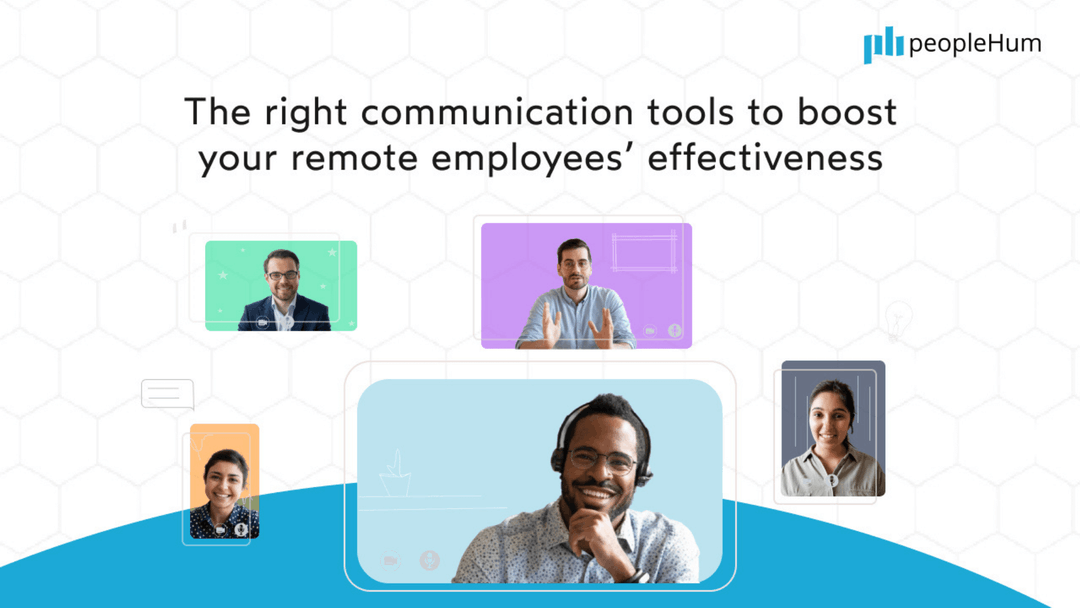 peopleHum
The right communication tools to boost
your remote employees’ effectiveness